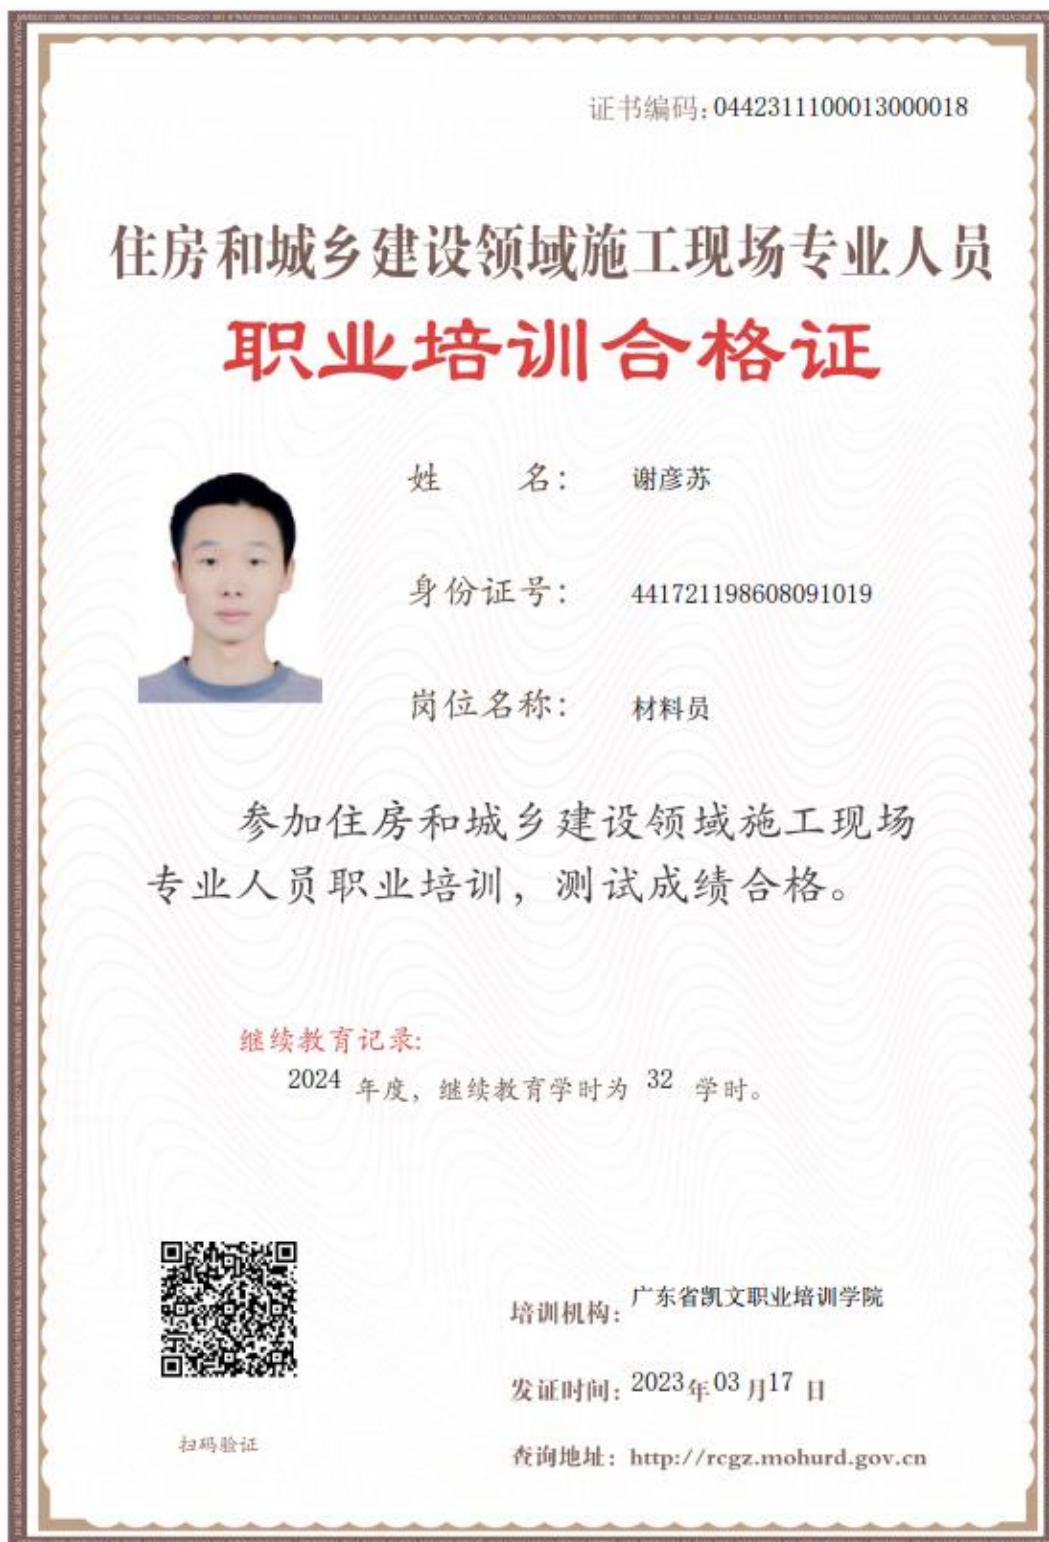 证书编码:0442311100013000018
住房和城乡建设领域施工现场专业人员
职业培训合格证
姓 名： 谢彦苏
身份证号： 441721198608091019
岗位名称： 材料员
参加住房和城乡建设领域施工现场
专业人员职业培训，测试成绩合格。
继续教育记录:
2024 年度，继续教育学时为 32 学时。
培训机构: 广东省凯文职业培训学院
发证时间: 2023年03月17日
扫码验证
查询地址: http://rcgz.mohurd.gov.cn